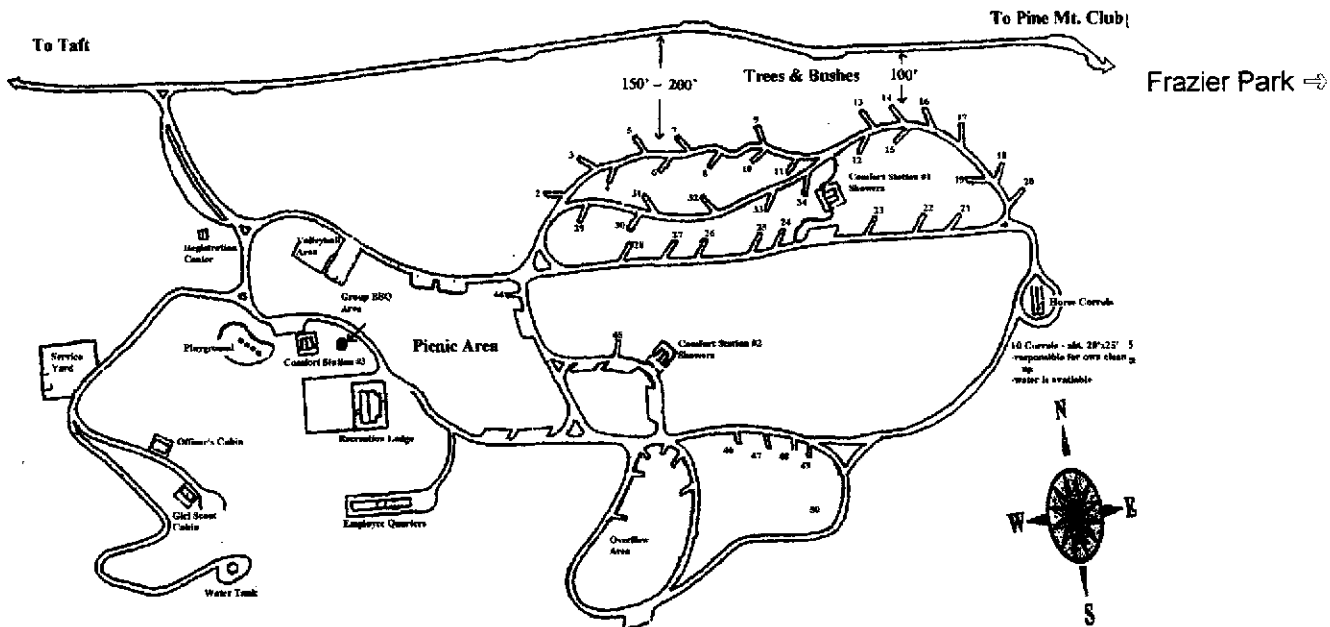 To Pine Mt. Club
To Taft
Frazier Park ⇨
150' – 200'
Trees & Bushes
100'
14
16
13
17
5
7
9
15
12
3
6
8
10
11
18
19
20
Comfort Station #1
Showers
2
31
32
33
34
29
30
23
22
21
24
25
26
27
28
Registration
Center
Volleyball
Area
Group BBQ
Area
44
Horse Corrals
Playground
Comfort Station #3
Picnic Area
45
Comfort Station #2
Showers
Service
Yard
10 Corrals - abt. 20'x25'
-responsible for own clean
up
-water is available
N
Officer's Cabin
Recreation Lodge
46
47
48
49
Girl Scout
Cabin
Employee Quarters
50
W
E
Overflow
Area
Water Tank
S